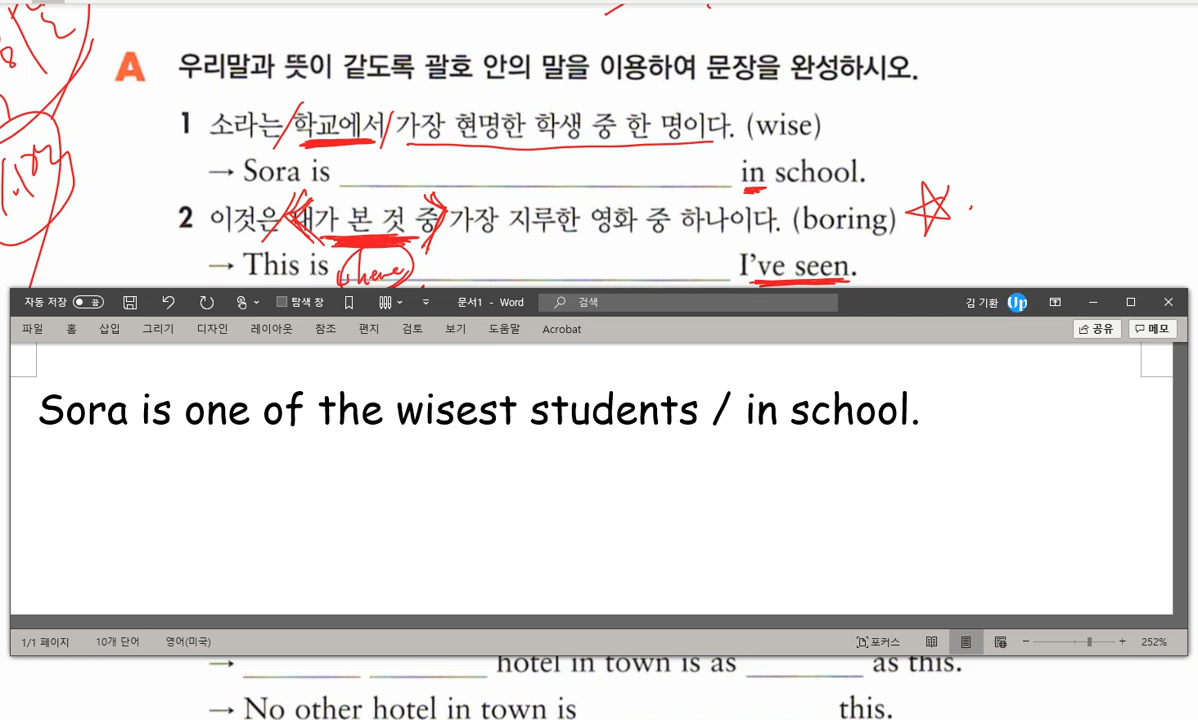 A 우리말과 뜻이 같도록 괄호 안의 말을 이용하여 문장을 완성하시오.
1 소라는 / 학교에서 / 가장 현명한 학생 중 한 명이다. (wise)
→ Sora is in school.
2 이것은 내가 본 것 중 가장 지루한 영화 중 하나이다. (boring)
→ This is I've seen.
자동 저장 끔 탐색 창 문서1 - Word 검색 김 기환 Up
파일 홈 삽입 그리기 디자인 레이아웃 참조 편지 검토 보기 도움말 Acrobat 공유 메모
Sora is one of the wisest students / in school.
1/1 페이지 10개 단어 영어(미국) 포커스 252%
→ hotel in town is as as this.
→ No other hotel in town is this.